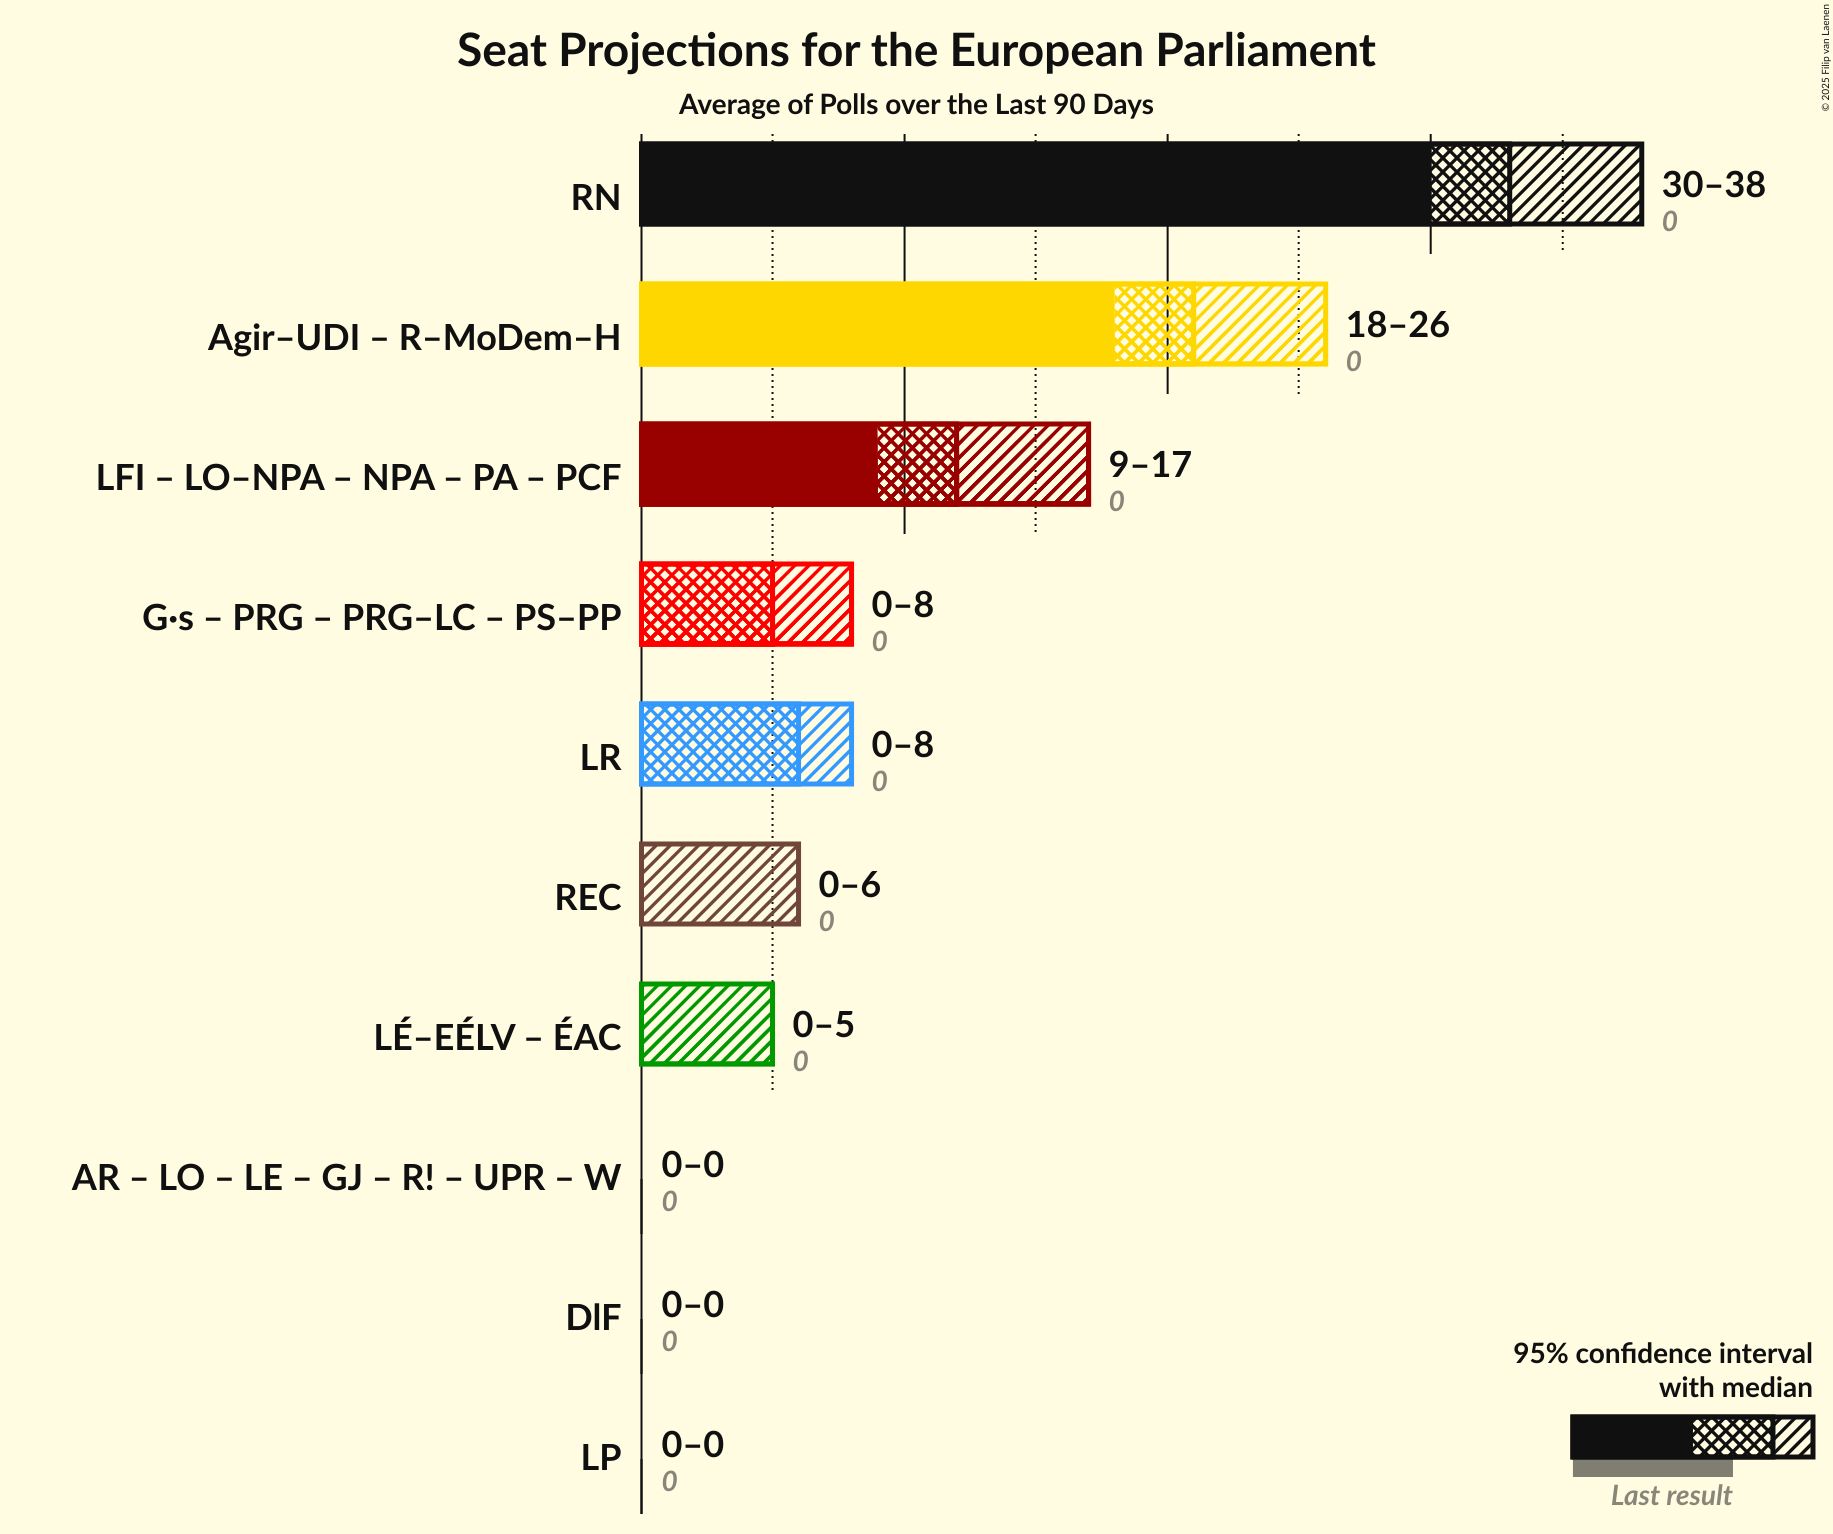 Seat Projections for the European Parliament
Average of Polls over the Last 90 Days
© 2025 Filip van Laenen
RN
30–38
0
Agir–UDI – R–MoDem–H
18–26
0
LFI – LO–NPA – NPA – PA – PCF
9–17
0
G·s – PRG – PRG–LC – PS–PP
0–8
0
LR
0–8
0
REC
0–6
0
LÉ–EÉLV – ÉAC
0–5
0
AR – LO – LE – GJ – R! – UPR – W
0–0
0
DlF
0–0
0
LP
0–0
0
95% confidence interval
with median
Last result